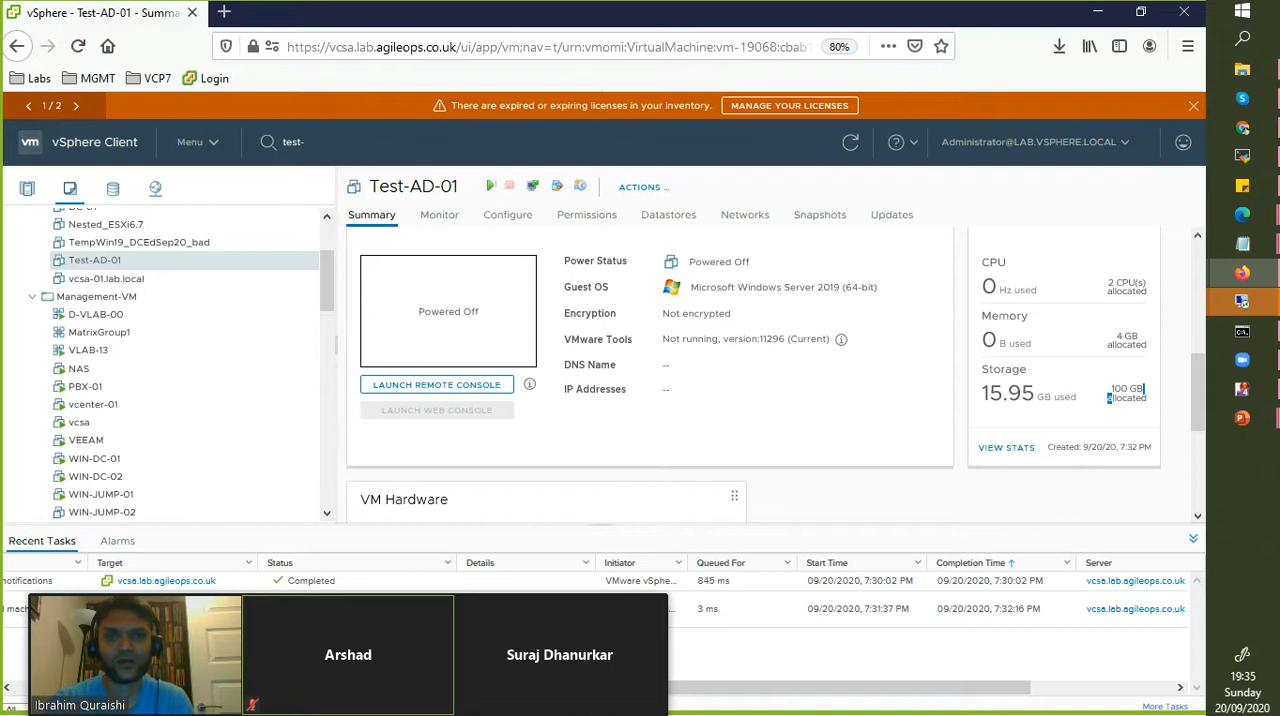 vSphere - Test-AD-01 - Summa
https://vcsa.lab.agileops.co.uk/ui/app/vm;nav=t/urn:vmomi:VirtualMachine:vm-19068:cbab
80%
Labs
MGMT
VCP7
Login
1 / 2
There are expired or expiring licenses in your inventory.
MANAGE YOUR LICENSES
vm
vSphere Client
Menu
test-
Administrator@LAB.VSPHERE.LOCAL
Nested_ESXi6.7
TempWin19_DCEdSep20_bad
Test-AD-01
vcsa-01.lab.local
Management-VM
D-VLAB-00
MatrixGroup1
VLAB-13
NAS
PBX-01
vcenter-01
vcsa
VEEAM
WIN-DC-01
WIN-DC-02
WIN-JUMP-01
WIN-JUMP-02
Test-AD-01
ACTIONS ...
Summary
Monitor
Configure
Permissions
Datastores
Networks
Snapshots
Updates
Powered Off
LAUNCH REMOTE CONSOLE
LAUNCH WEB CONSOLE
Power Status
Powered Off
Guest OS
Microsoft Windows Server 2019 (64-bit)
Encryption
Not encrypted
VMware Tools
Not running, version:11296 (Current)
DNS Name
--
IP Addresses
--
CPU
0 Hz used
2 CPU(s)
allocated
Memory
0 B used
4 GB
allocated
Storage
15.95 GB used
100 GB
allocated
VIEW STATS
Created: 9/20/20, 7:32 PM
VM Hardware
Recent Tasks
Alarms
Target
Status
Details
Initiator
Queued For
Start Time
Completion Time
Server
notifications
vcsa.lab.agileops.co.uk
Completed
VMware vSphe...
845 ms
09/20/2020, 7:30:02 PM
09/20/2020, 7:30:02 PM
vcsa.lab.agileops.co.uk
l mach
3 ms
09/20/2020, 7:31:37 PM
09/20/2020, 7:32:16 PM
vcsa.lab.agileops.co.uk
Ibrahim Quraishi
Arshad
Suraj Dhanurkar
More Tasks
19:35
Sunday
20/09/2020